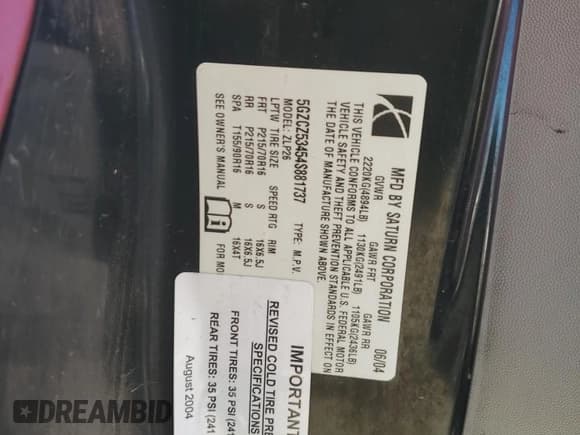 MFD BY SATURN CORPORATION 06/04
GVWR GAWR FRT GAWR RR
2220KG(4894LB) 1130KG(2491LB) 1105KG(2436LB)
THIS VEHICLE CONFORMS TO ALL APPLICABLE U.S. FEDERAL MOTOR
VEHICLE SAFETY AND THEFT PREVENTION STANDARDS IN EFFECT ON
THE DATE OF MANUFACTURE SHOWN ABOVE.
5GZCZ53454S881737 TYPE: M.P.V.
MODEL: ZLP26
LPTW TIRE SIZE SPEED RTG RIM
FRT P215/70R16 S 16X6.5J
RR P215/70R16 S 16X6.5J
SPA T155/90R16 M 16X4T
SEE OWNER'S MANUAL FOR MO
IMPORTANT
REVISED COLD TIRE PRE
SPECIFICATIONS
FRONT TIRES: 35 PSI (241
REAR TIRES: 35 PSI (241
August 2004
DREAMBID